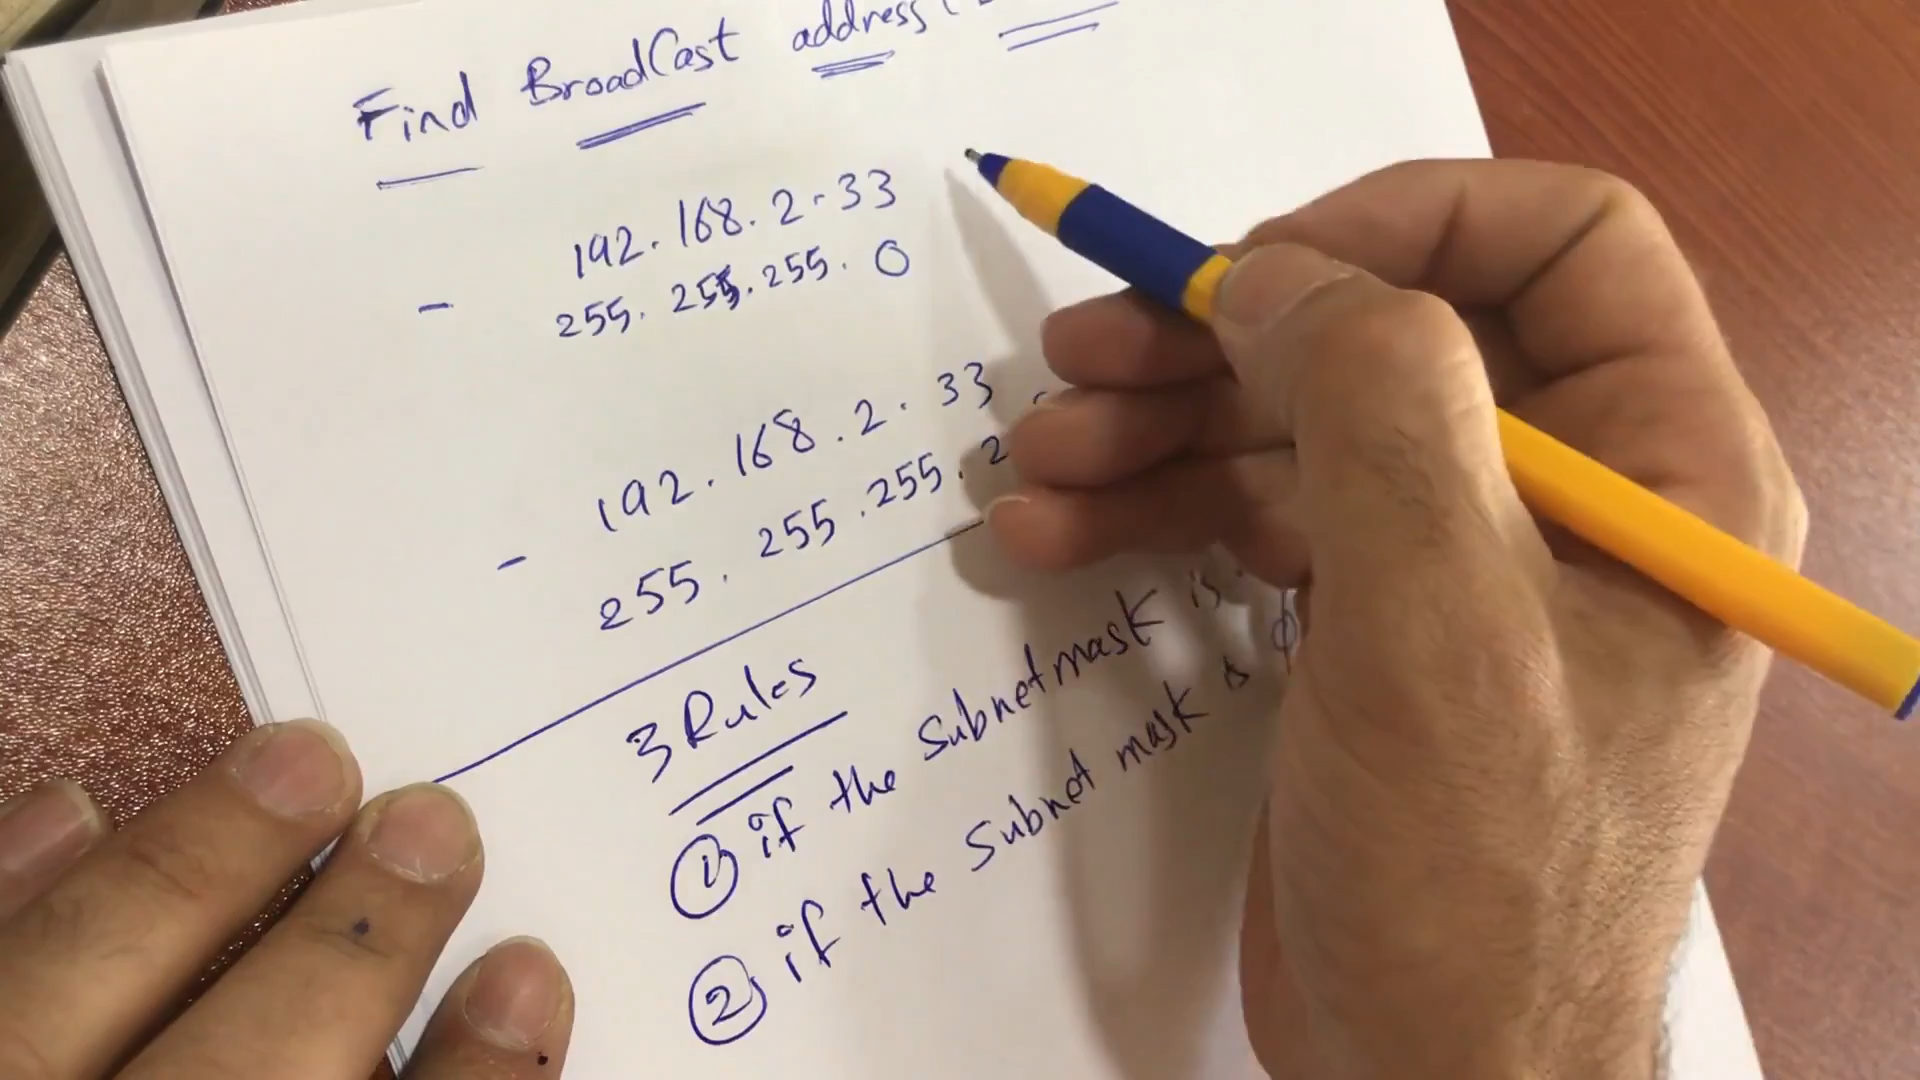 Find BroadCast address (
192.168.2.33
- 255.255.255.0
192.168.2.33
- 255.255.255.2
3 Rules
① if the Subnetmask is
② if the Subnet mask is